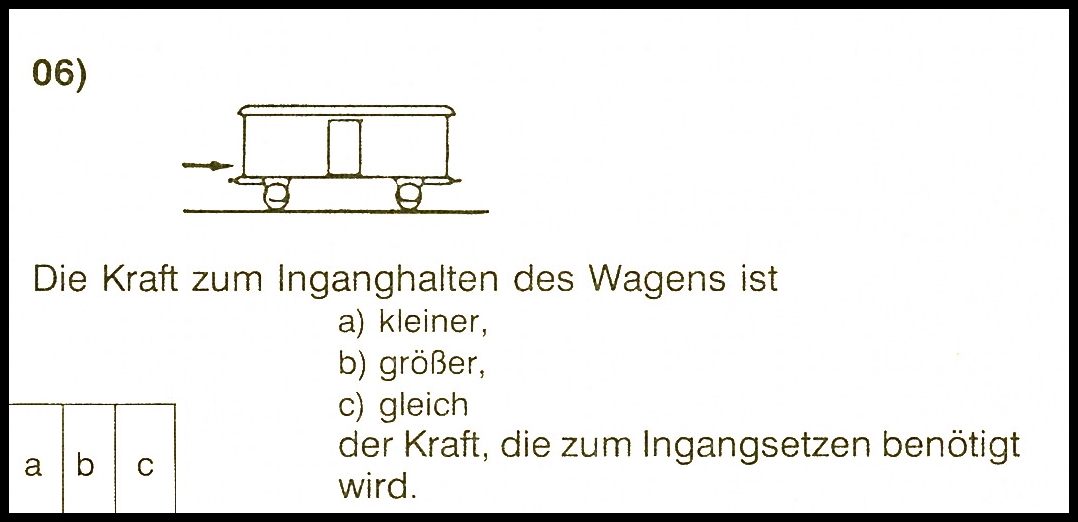 06)
Die Kraft zum Inganghalten des Wagens ist
a) kleiner,
b) größer,
c) gleich
der Kraft, die zum Ingangsetzen benötigt
wird.
a b c